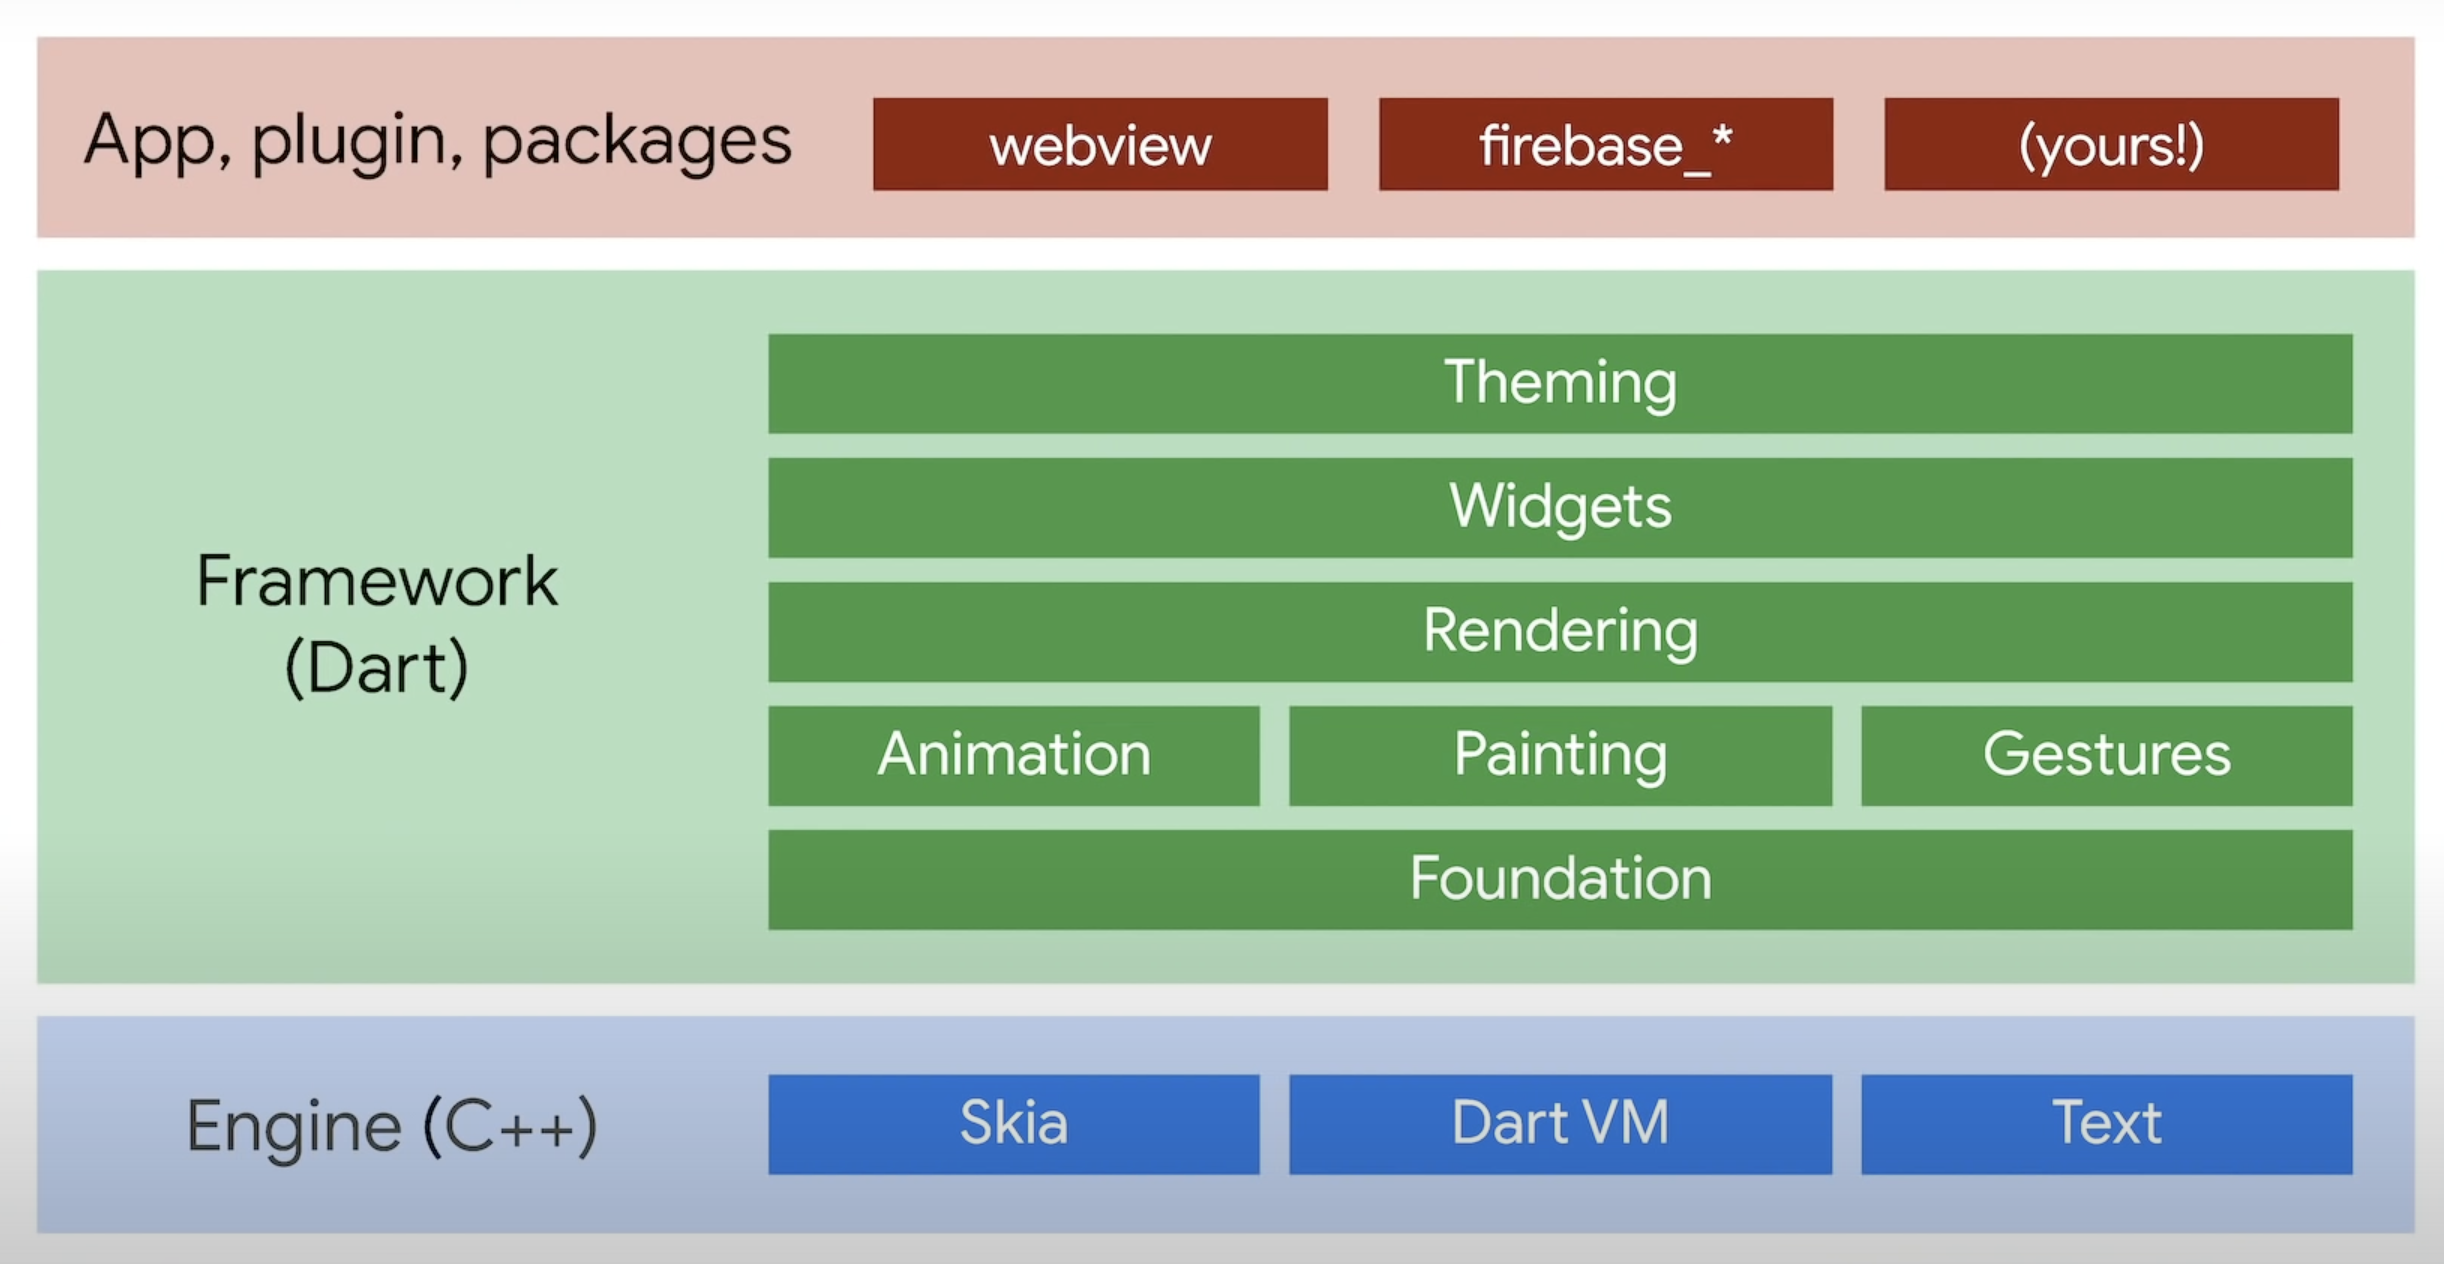 App, plugin, packages
webview
firebase_*
(yours!)
Framework
(Dart)
Theming
Widgets
Rendering
Animation
Painting
Gestures
Foundation
Engine (C++)
Skia
Dart VM
Text